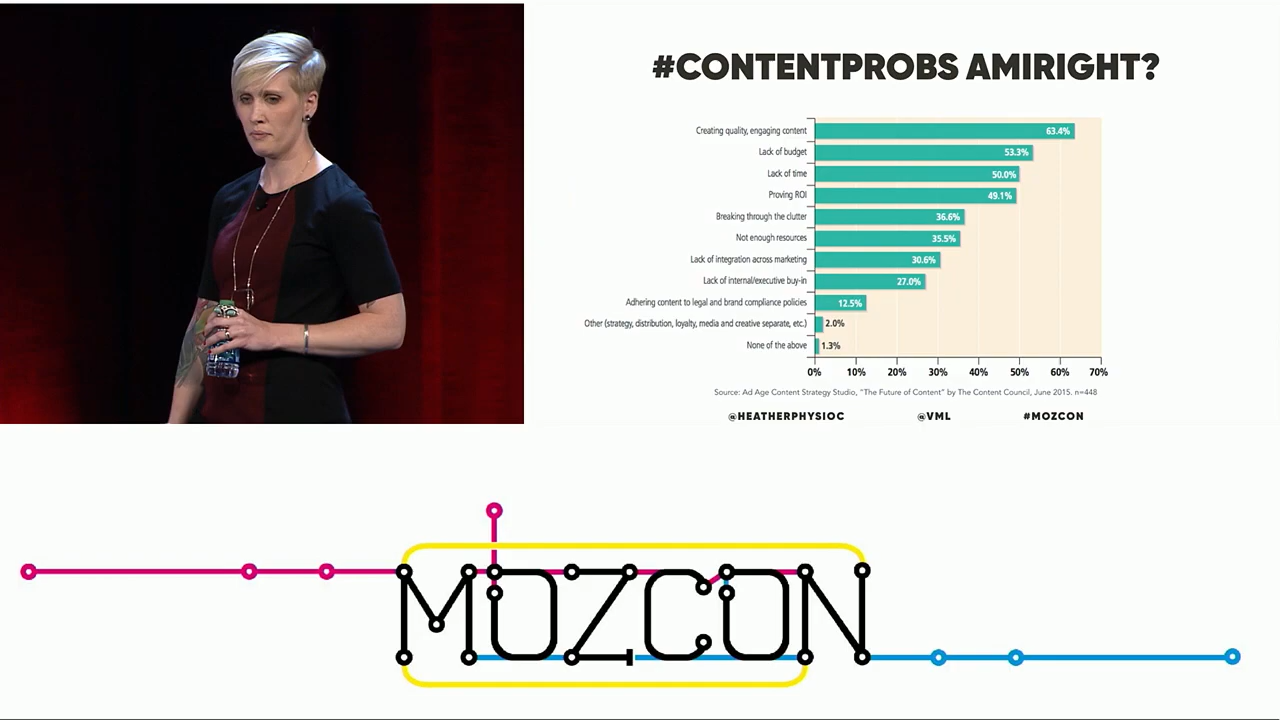 #CONTENTPROBS AMIRIGHT?
Creating quality, engaging content 63.4%
Lack of budget 53.3%
Lack of time 50.0%
Proving ROI 49.1%
Breaking through the clutter 36.6%
Not enough resources 35.5%
Lack of integration across marketing 30.6%
Lack of internal/executive buy-in 27.0%
Adhering content to legal and brand compliance policies 12.5%
Other (strategy, distribution, loyalty, media and creative separate, etc.) 2.0%
None of the above 1.3%
0% 10% 20% 30% 40% 50% 60% 70%
Source: Ad Age Content Strategy Studio, "The Future of Content" by The Content Council, June 2015. n=448
@HEATHERPHYSIOC @VML #MOZCON
MOZCON